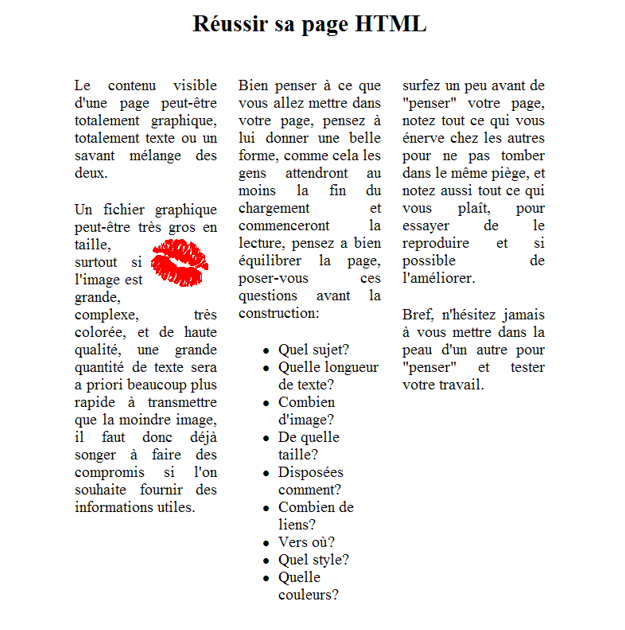 Réussir sa page HTML
Le contenu visible
d'une page peut-être
totalement graphique,
totalement texte ou un
savant mélange des
deux.
Un fichier graphique
peut-être très gros en
taille,
surtout si
l'image est
grande,
complexe, très
colorée, et de haute
qualité, une grande
quantité de texte sera
a priori beaucoup plus
rapide à transmettre
que la moindre image,
il faut donc déjà
songer à faire des
compromis si l'on
souhaite fournir des
informations utiles.
Bien penser à ce que
vous allez mettre dans
votre page, pensez à
lui donner une belle
forme, comme cela les
gens attendront au
moins la fin du
chargement et
commenceront la
lecture, pensez a bien
équilibrer la page,
poser-vous ces
questions avant la
construction:
• Quel sujet?
• Quelle longueur
de texte?
• Combien
d'image?
• De quelle
taille?
• Disposées
comment?
• Combien de
liens?
• Vers où?
• Quel style?
• Quelle
couleurs?
surfez un peu avant de
"penser" votre page,
notez tout ce qui vous
énerve chez les autres
pour ne pas tomber
dans le même piège, et
notez aussi tout ce qui
vous plaît, pour
essayer de le
reproduire et si
possible de
l'améliorer.
Bref, n'hésitez jamais
à vous mettre dans la
peau d'un autre pour
"penser" et tester
votre travail.